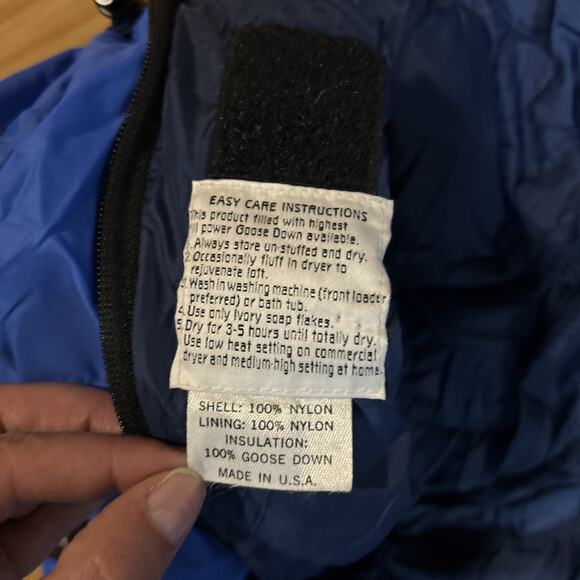 EASY CARE INSTRUCTIONS
This product filled with highest
fill power Goose Down available.
1. Always store un-stuffed and dry.
2. Occasionally fluff in dryer to
rejuvenate loft.
3. Wash in washing machine (front loader
preferred) or bath tub.
4. Use only Ivory soap flakes.
5. Dry for 3-5 hours until totally dry.
Use low heat setting on commercial
dryer and medium-high setting at home.
SHELL: 100% NYLON
LINING: 100% NYLON
INSULATION:
100% GOOSE DOWN
MADE IN U.S.A.